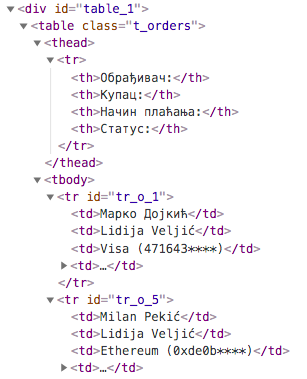 ▼<div id="table_1">
▼<table class="t_orders">
▼<thead>
▼<tr>
<th>Обрађивач:</th>
<th>Купац:</th>
<th>Начин плаћања:</th>
<th>Статус:</th>
</tr>
</thead>
▼<tbody>
▼<tr id="tr_o_1">
<td>Марко Дојкић</td>
<td>Lidija Veljić</td>
<td>Visa (471643****)</td>
▶<td>…</td>
</tr>
▼<tr id="tr_o_5">
<td>Milan Pekić</td>
<td>Lidija Veljić</td>
<td>Ethereum (0xde0b****)</td>
▶<td>…</td>